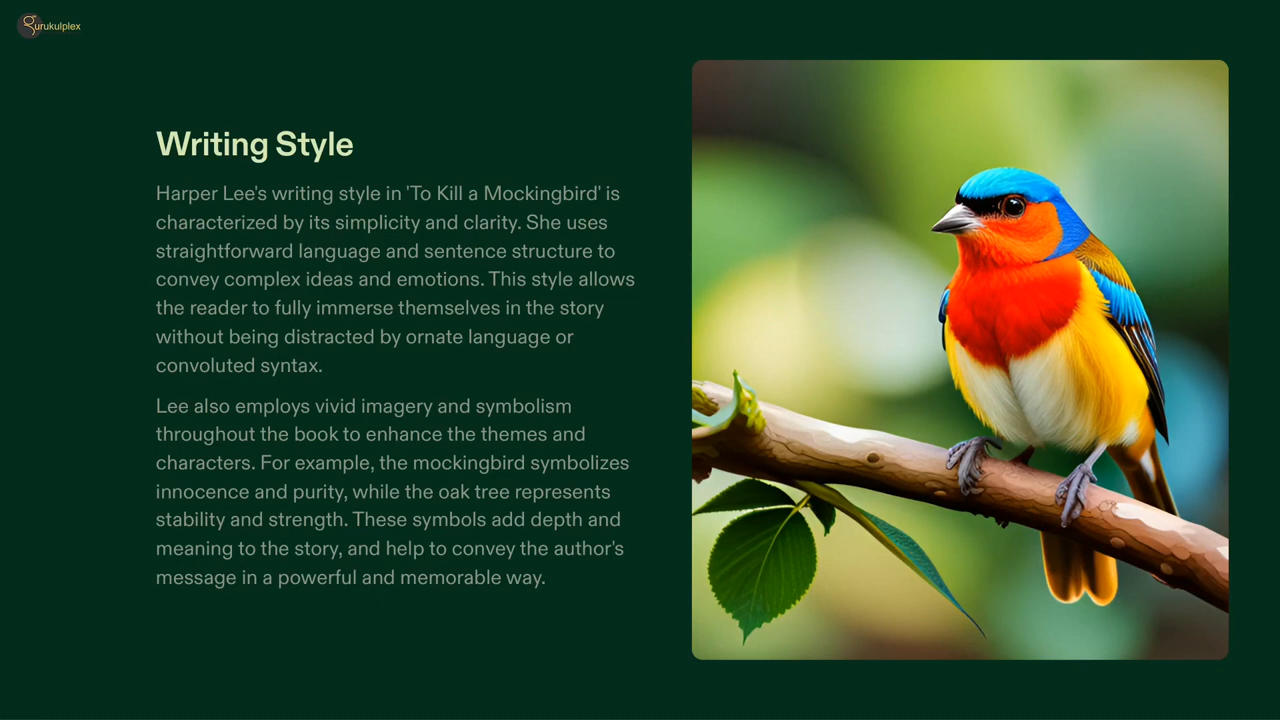 gurukulplex
Writing Style
Harper Lee's writing style in 'To Kill a Mockingbird' is
characterized by its simplicity and clarity. She uses
straightforward language and sentence structure to
convey complex ideas and emotions. This style allows
the reader to fully immerse themselves in the story
without being distracted by ornate language or
convoluted syntax.
Lee also employs vivid imagery and symbolism
throughout the book to enhance the themes and
characters. For example, the mockingbird symbolizes
innocence and purity, while the oak tree represents
stability and strength. These symbols add depth and
meaning to the story, and help to convey the author's
message in a powerful and memorable way.